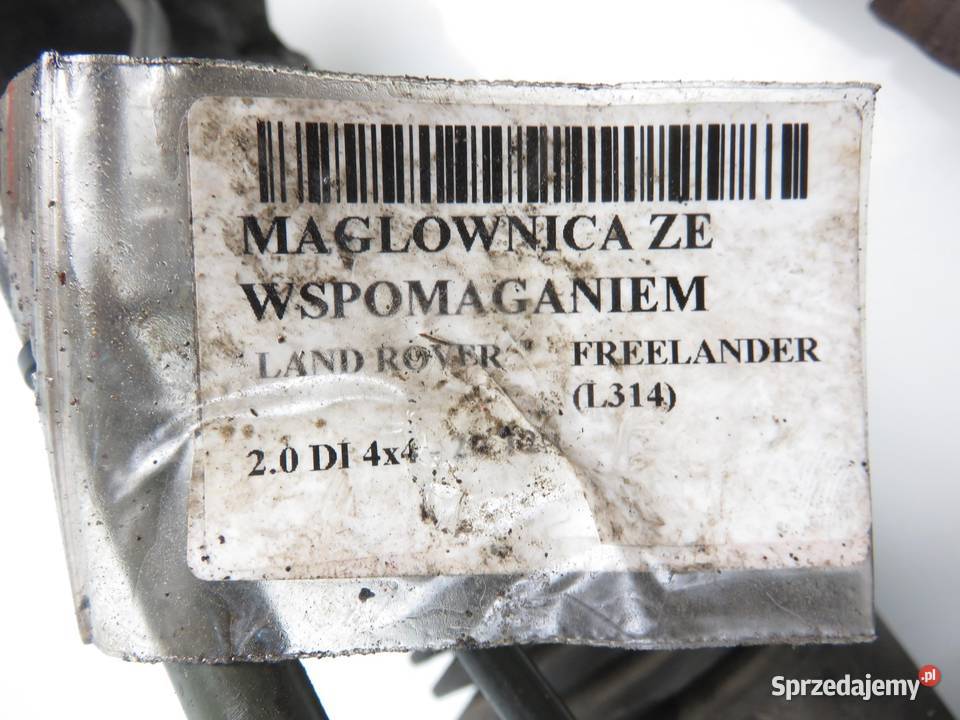 MAGLOWNICA ZE
WSPOMAGANIEM
LAND ROVER FREELANDER
(L314)
2.0 DI 4x4
Sprzedajemy.pl